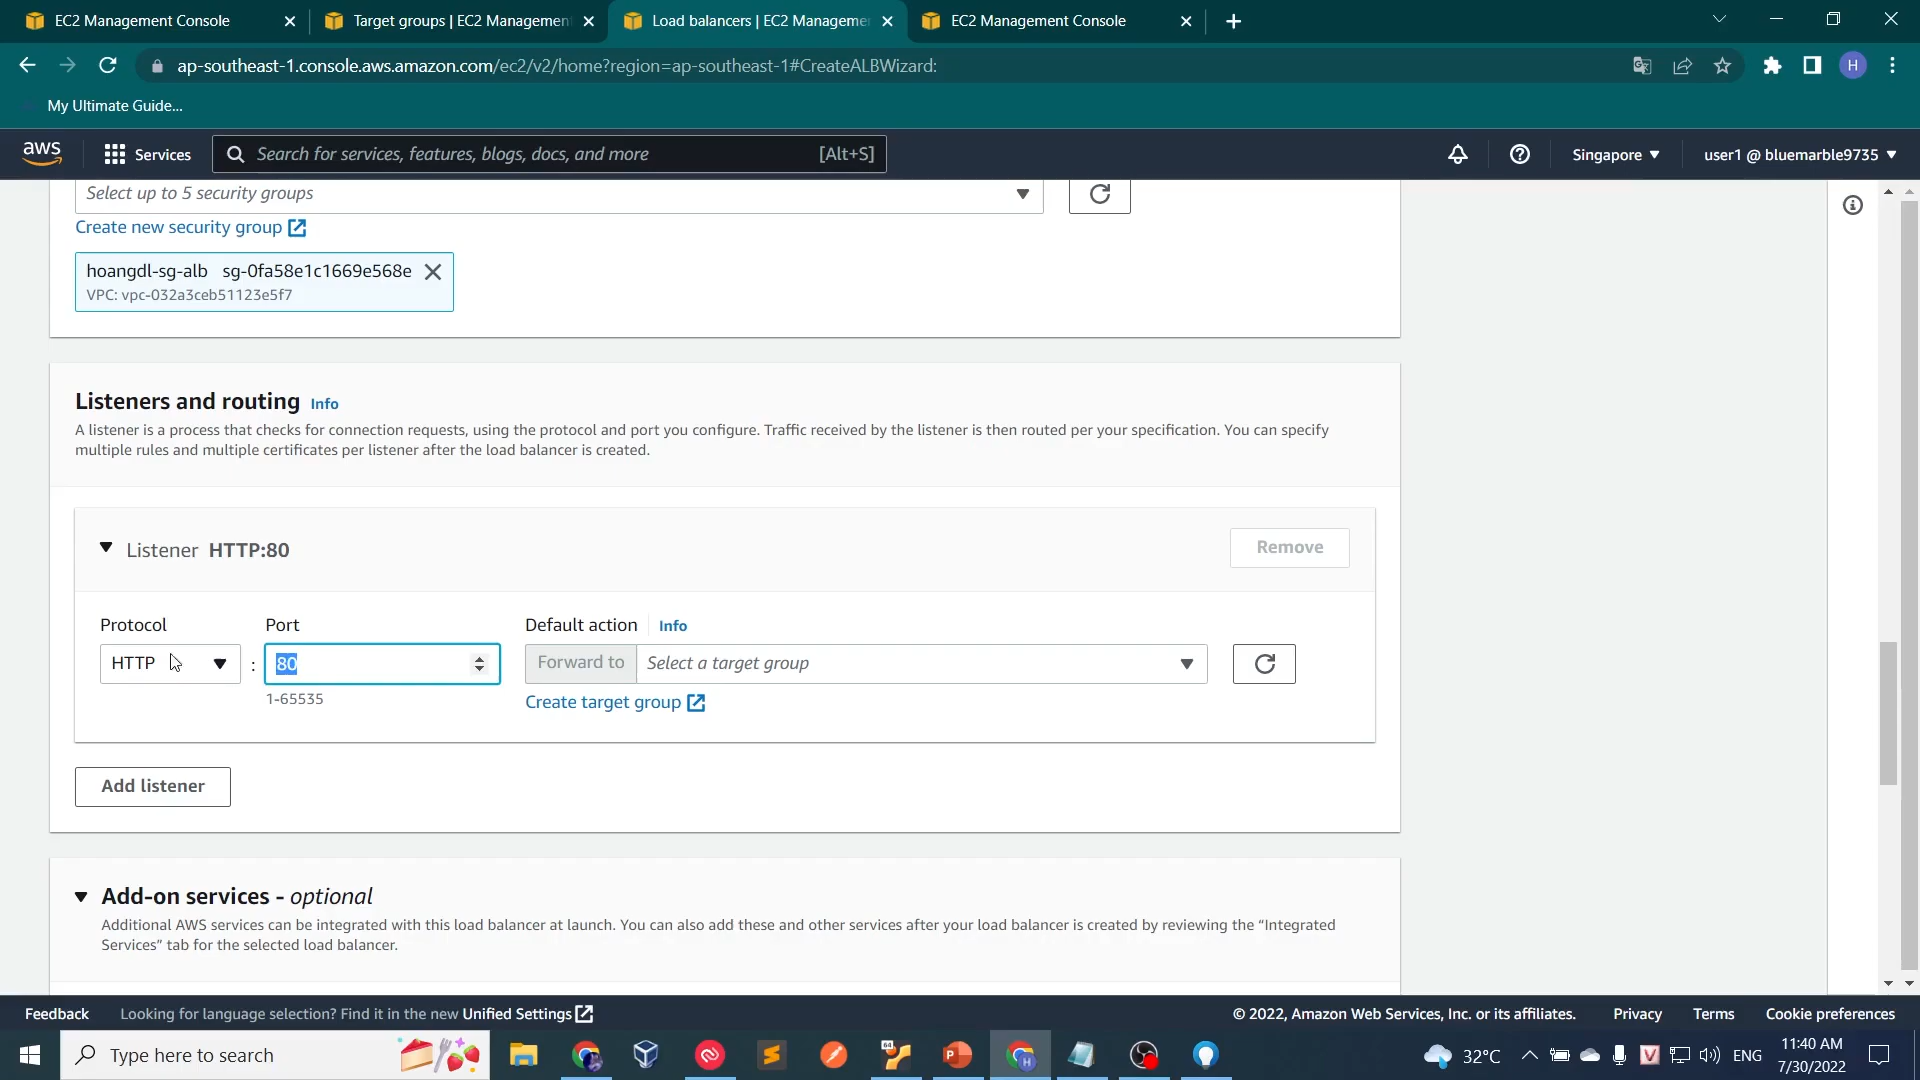 EC2 Management Console
Target groups | EC2 Management
Load balancers | EC2 Manageme
EC2 Management Console
ap-southeast-1.console.aws.amazon.com/ec2/v2/home?region=ap-southeast-1#CreateALBWizard:
H
My Ultimate Guide...
aws
Services
Search for services, features, blogs, docs, and more
[Alt+S]
Singapore
user1 @ bluemarble9735
Select up to 5 security groups
Create new security group
hoangdl-sg-alb sg-0fa58e1c1669e568e
VPC: vpc-032a3ceb51123e5f7
Listeners and routing Info
A listener is a process that checks for connection requests, using the protocol and port you configure. Traffic received by the listener is then routed per your specification. You can specify
multiple rules and multiple certificates per listener after the load balancer is created.
Listener HTTP:80
Remove
Protocol
Port
Default action
Info
HTTP
:
80
Forward to
Select a target group
1-65535
Create target group
Add listener
Add-on services - optional
Additional AWS services can be integrated with this load balancer at launch. You can also add these and other services after your load balancer is created by reviewing the “Integrated
Services” tab for the selected load balancer.
Feedback
Looking for language selection? Find it in the new Unified Settings
© 2022, Amazon Web Services, Inc. or its affiliates.
Privacy
Terms
Cookie preferences
Type here to search
64
P
H
32°C
V
ENG
11:40 AM
7/30/2022